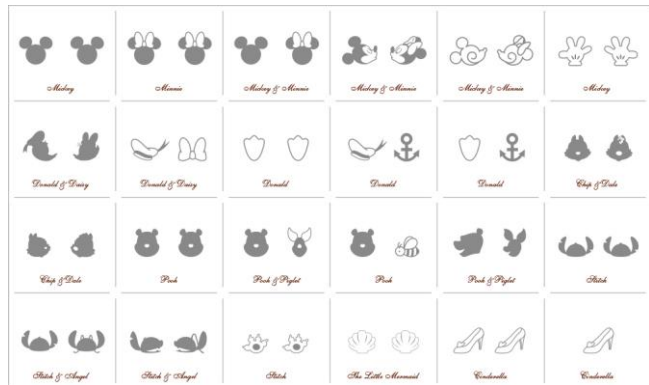 Mickey
Minnie
Mickey & Minnie
Mickey & Minnie
Mickey & Minnie
Mickey
Donald & Daisy
Donald & Daisy
Donald
Donald
Donald
Chip & Dale
Chip & Dale
Pooh
Pooh & Piglet
Pooh
Pooh & Piglet
Stitch
Stitch & Angel
Stitch & Angel
Stitch
The Little Mermaid
Cinderella
Cinderella